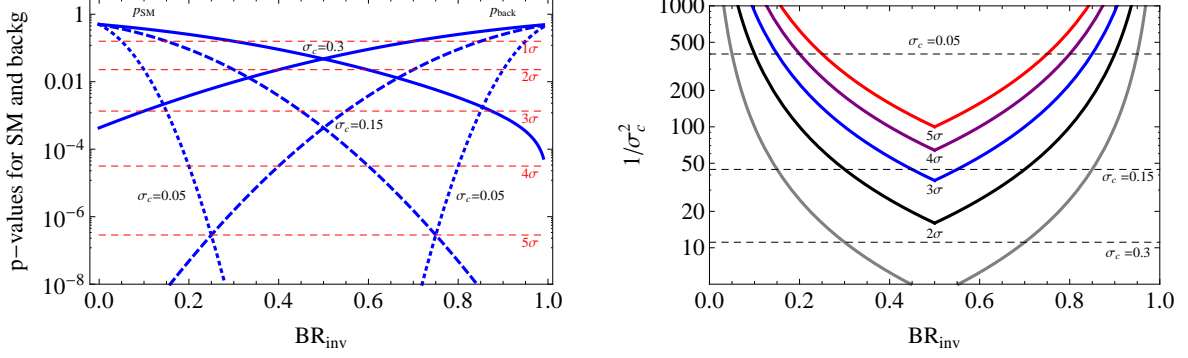 p_SM
p_back
1
0.01
10^−4
10^−6
10^−8
p−values for SM and backg
σ_c=0.3
1σ
2σ
3σ
σ_c=0.15
4σ
σ_c=0.05
σ_c=0.05
5σ
0.0 0.2 0.4 0.6 0.8 1.0
BR_inv
1000
500
200
100
50
20
10
1/σ_c^2
σ_c=0.05
5σ
4σ
σ_c=0.15
3σ
2σ
σ_c=0.3
0.0 0.2 0.4 0.6 0.8 1.0
BR_inv